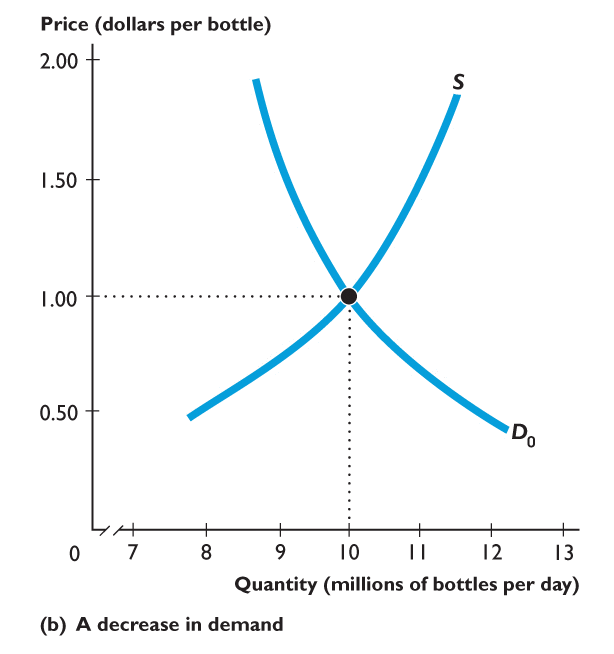 Price (dollars per bottle)
2.00
S
1.50
1.00
0.50
D0
0 7 8 9 10 11 12 13
Quantity (millions of bottles per day)
(b) A decrease in demand